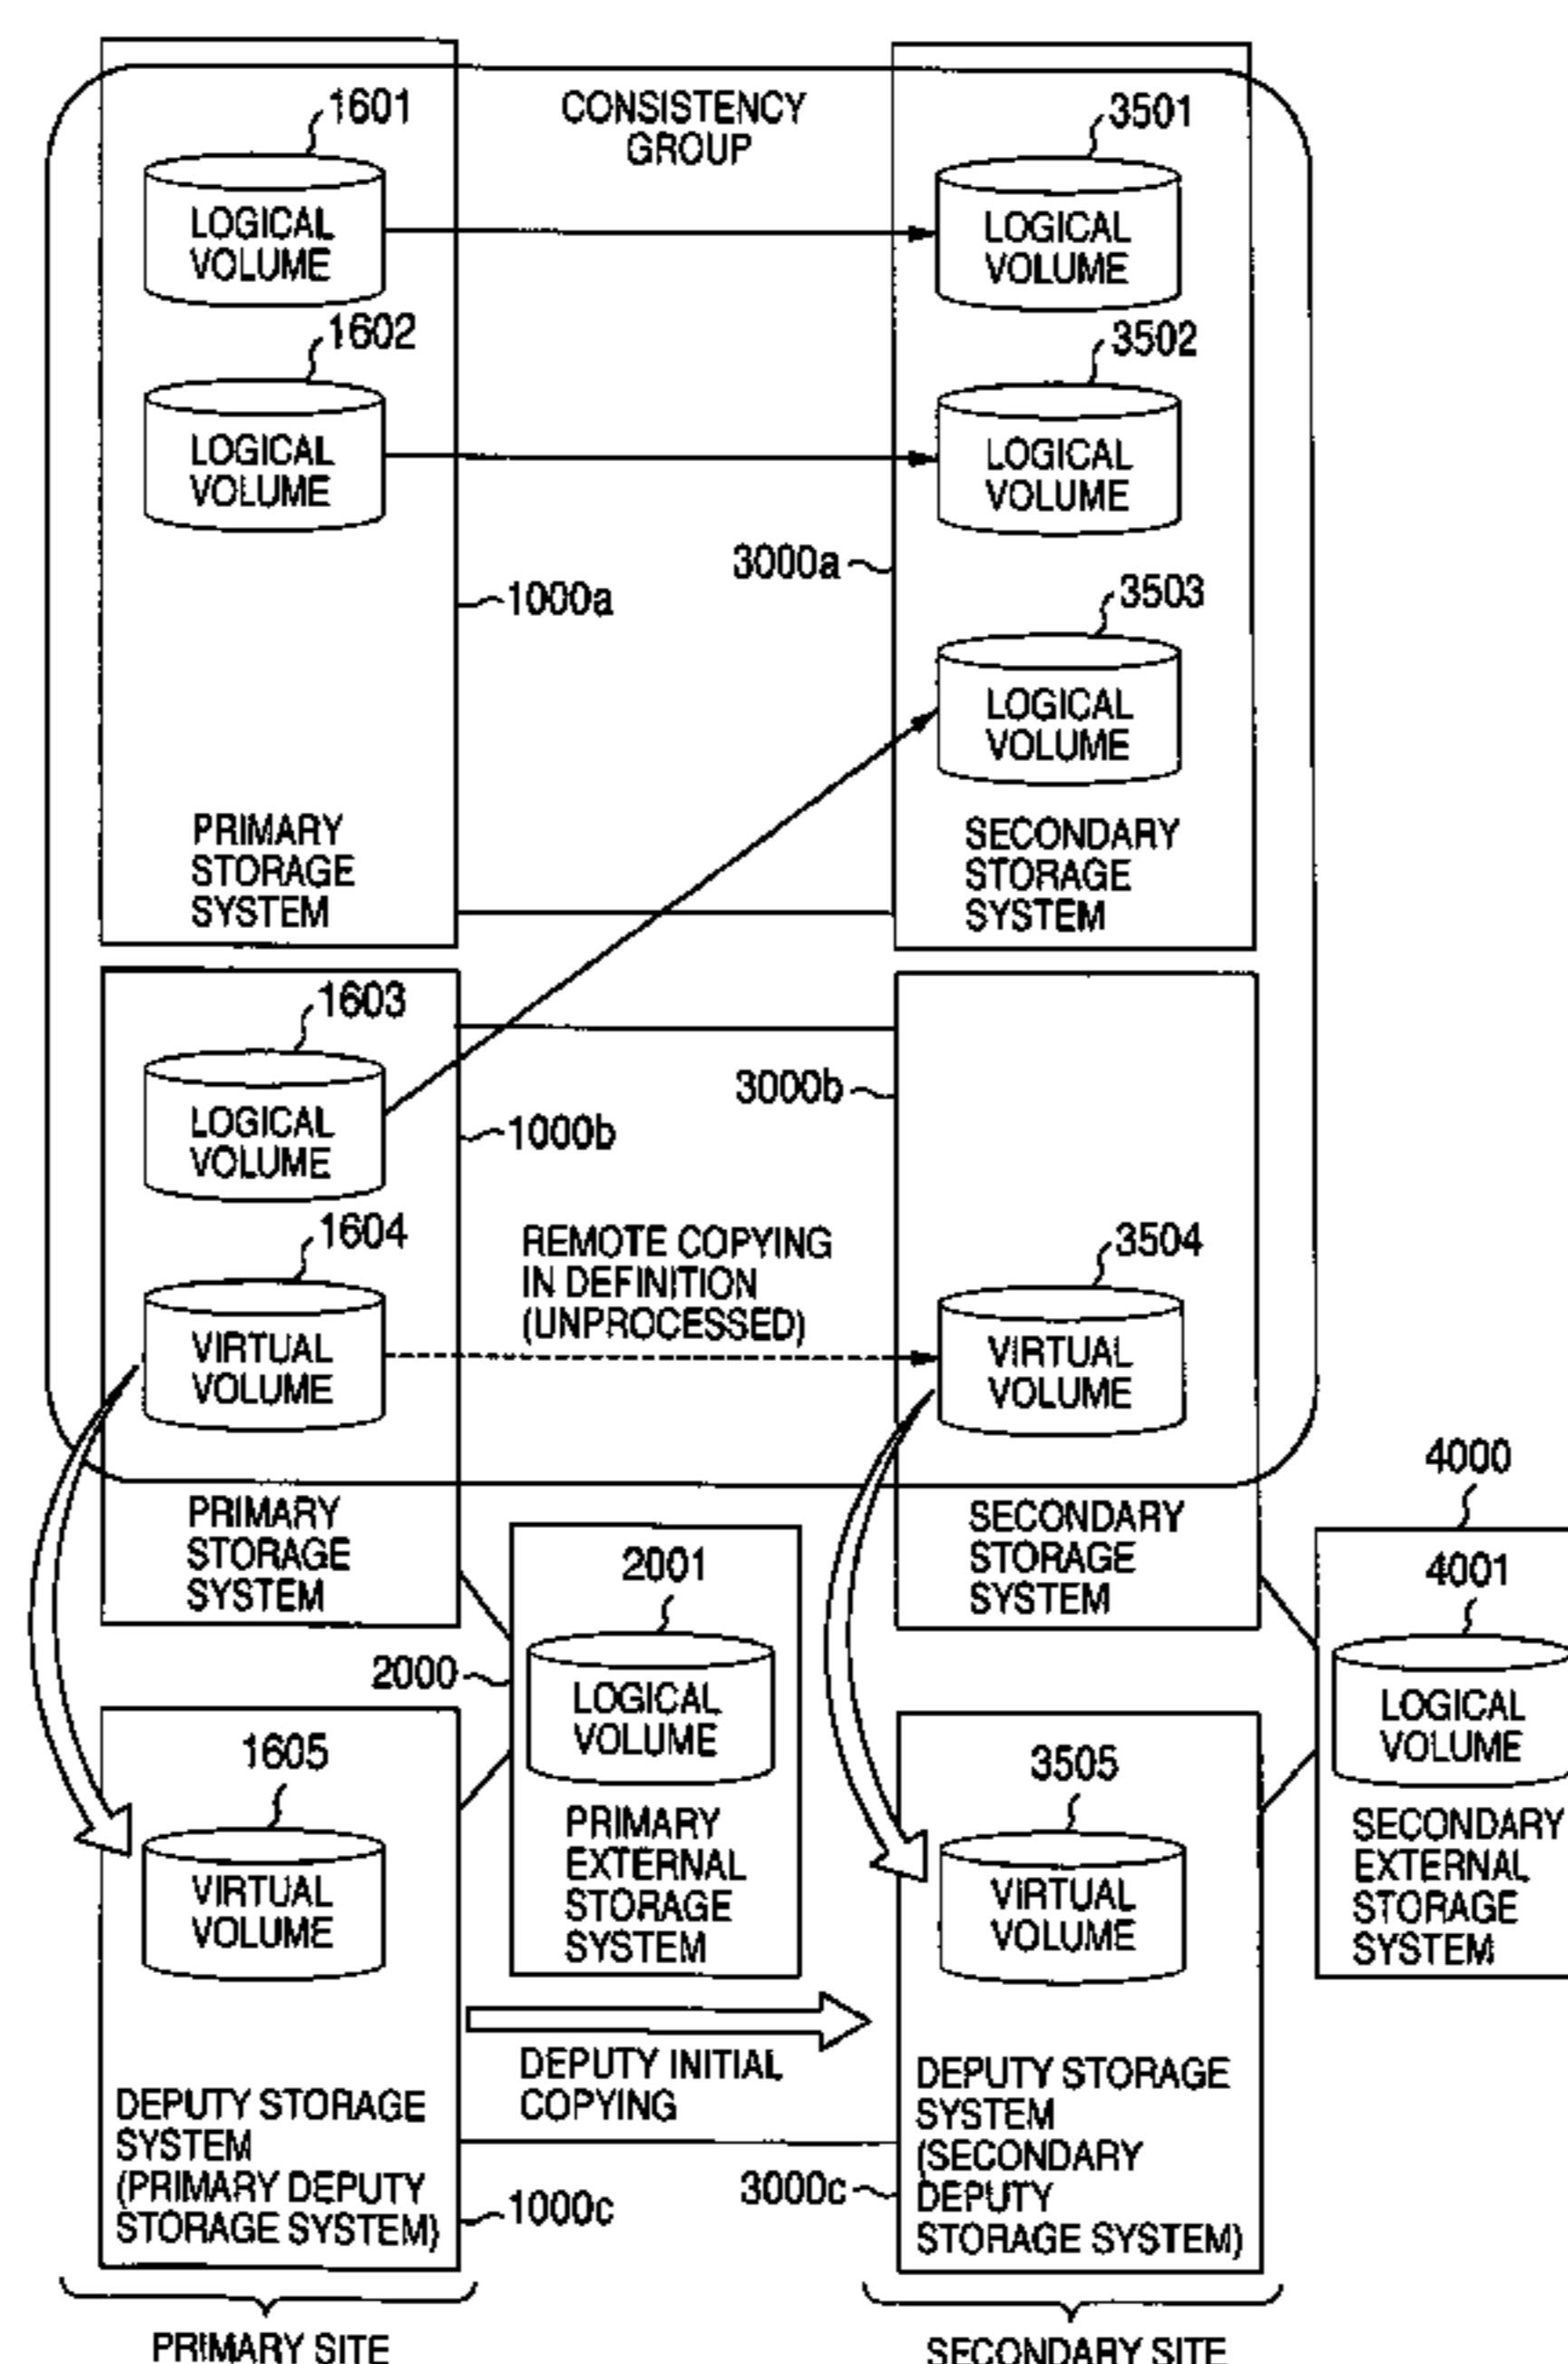 1601
CONSISTENCY
GROUP
3501
LOGICAL
VOLUME
LOGICAL
VOLUME
1602
3502
LOGICAL
VOLUME
LOGICAL
VOLUME
3000a
1000a
3503
LOGICAL
VOLUME
PRIMARY
STORAGE
SYSTEM
SECONDARY
STORAGE
SYSTEM
1603
LOGICAL
VOLUME
3000b
1000b
1604
REMOTE COPYING
IN DEFINITION
(UNPROCESSED)
3504
VIRTUAL
VOLUME
VIRTUAL
VOLUME
4000
PRIMARY
STORAGE
SYSTEM
SECONDARY
STORAGE
SYSTEM
2001
4001
2000
LOGICAL
VOLUME
LOGICAL
VOLUME
1605
3505
PRIMARY
EXTERNAL
STORAGE
SYSTEM
SECONDARY
EXTERNAL
STORAGE
SYSTEM
VIRTUAL
VOLUME
VIRTUAL
VOLUME
DEPUTY INITIAL
COPYING
DEPUTY STORAGE
SYSTEM
(PRIMARY DEPUTY
STORAGE SYSTEM)
DEPUTY STORAGE
SYSTEM
(SECONDARY
DEPUTY
STORAGE SYSTEM)
1000c
3000c
PRIMARY SITE
SECONDARY SITE